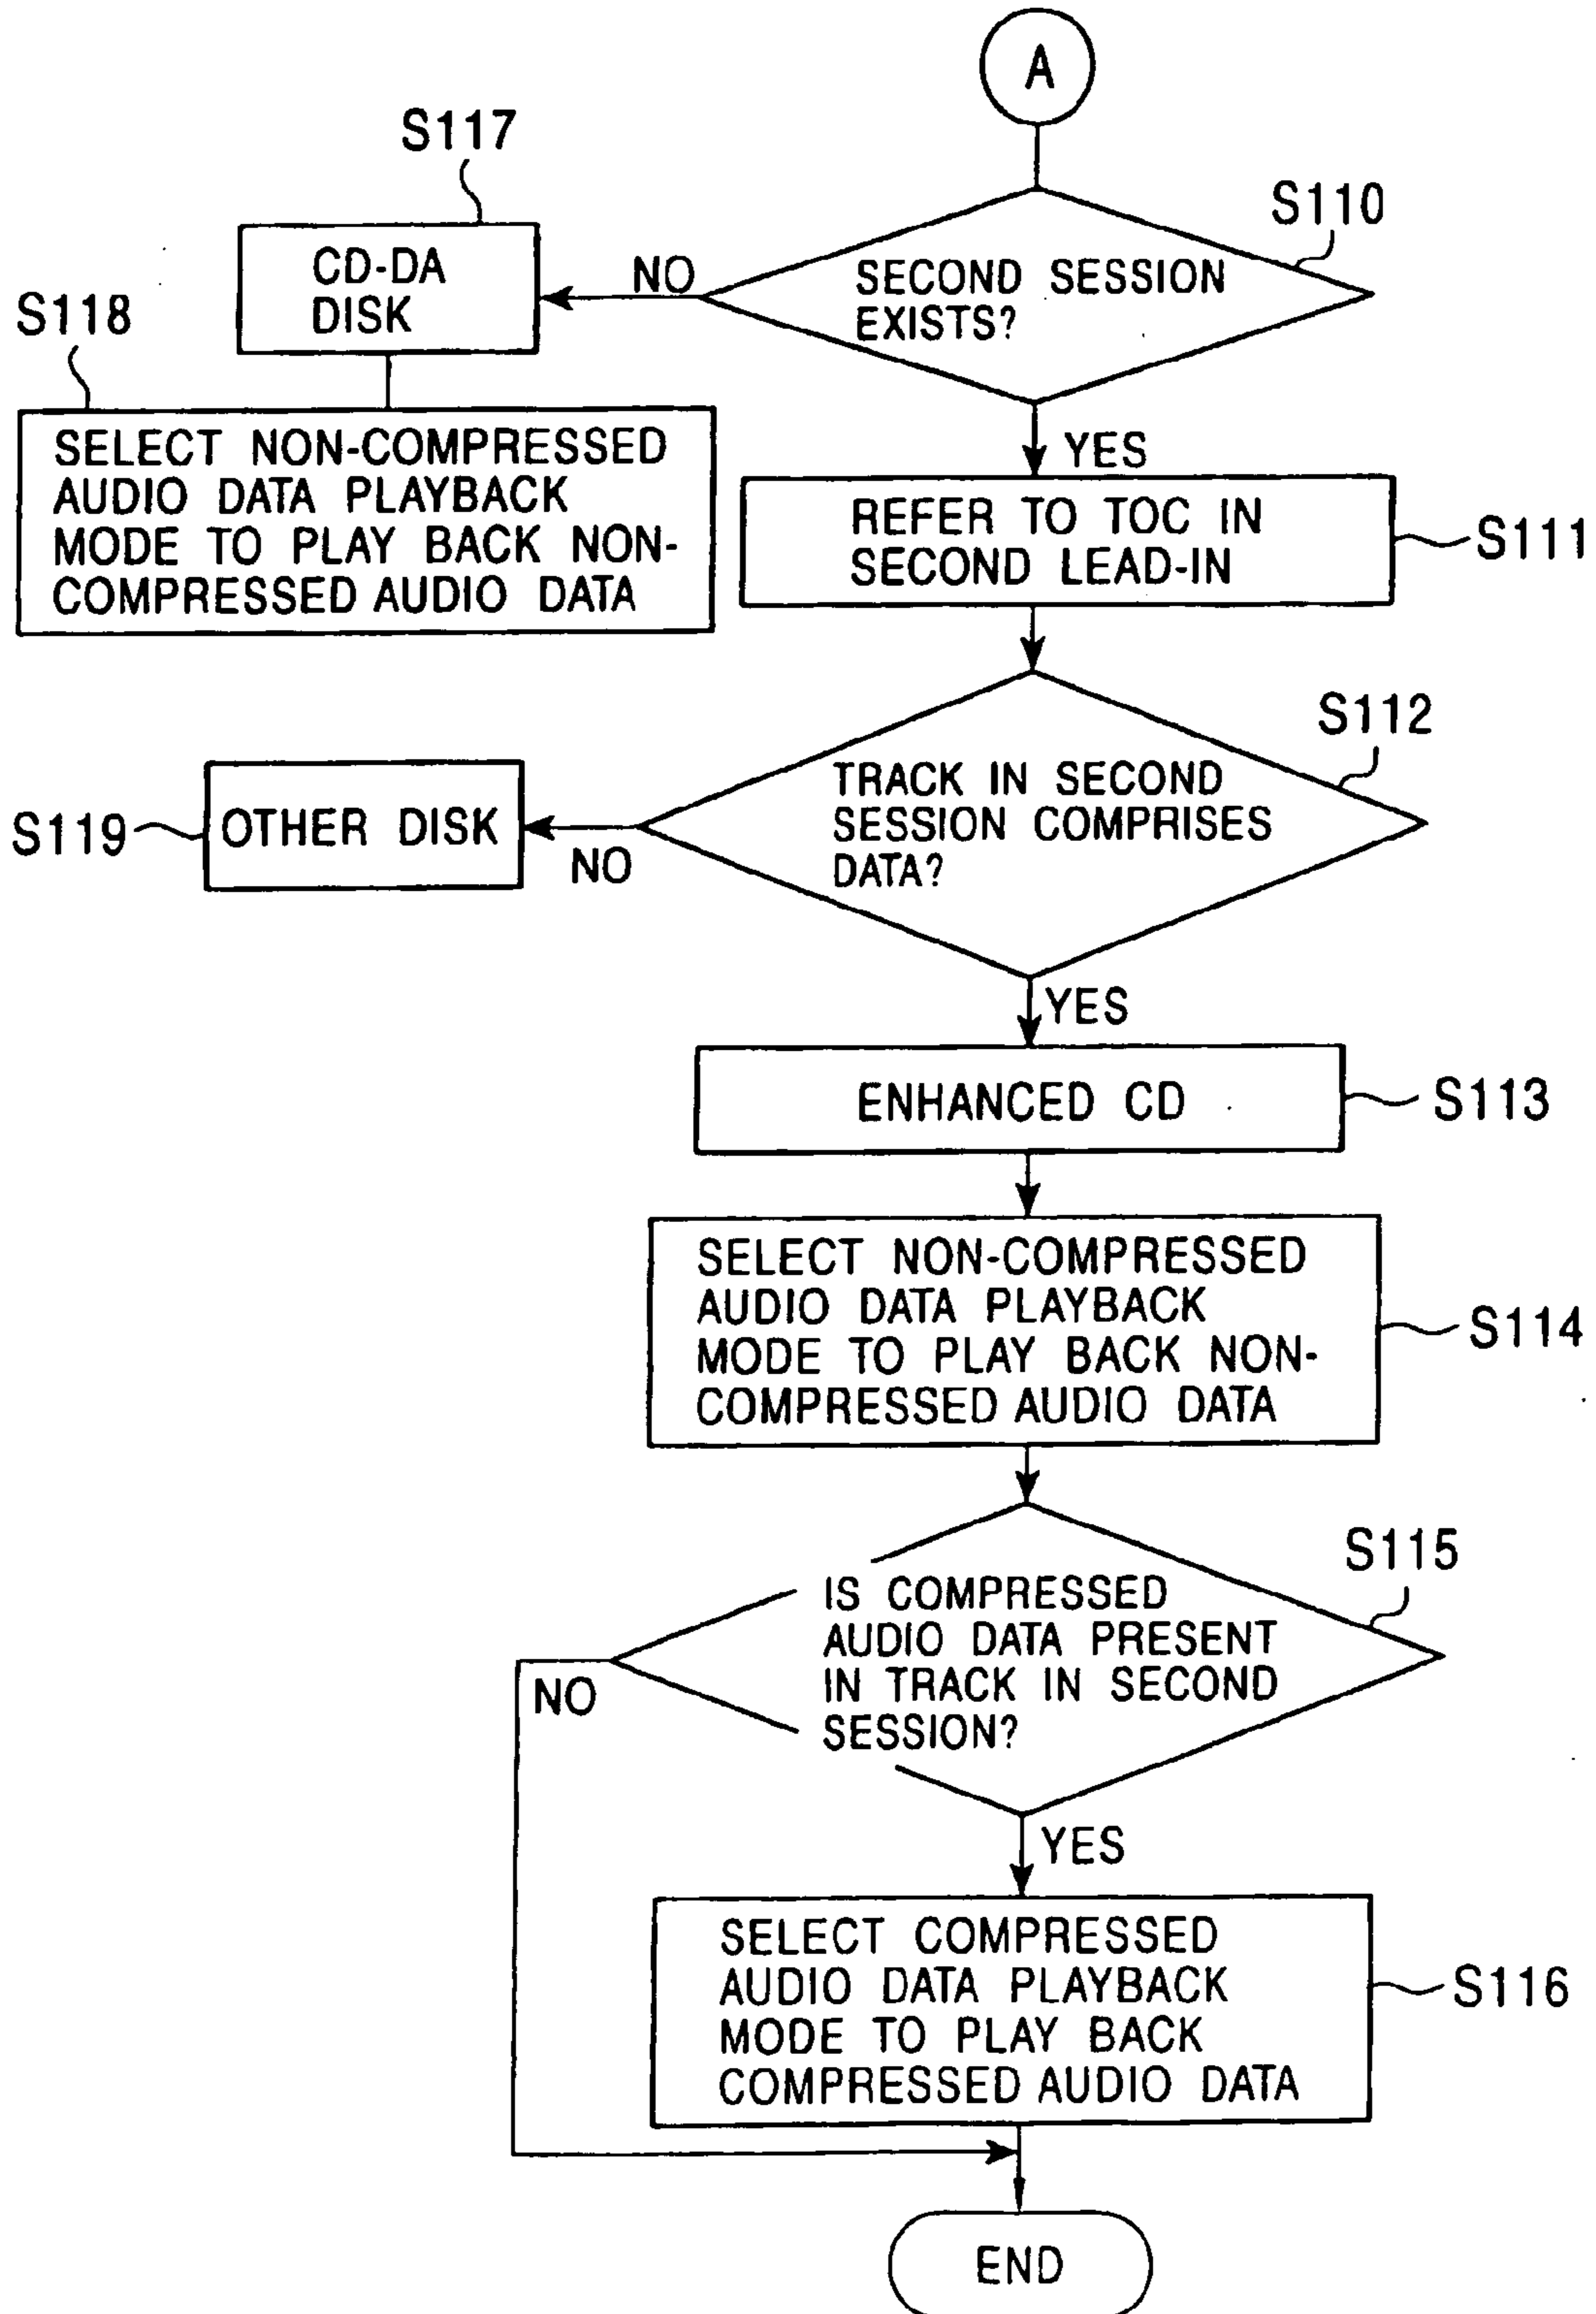 A
S117
S110
CD-DA
DISK
NO
SECOND SESSION
EXISTS?
S118
SELECT NON-COMPRESSED
AUDIO DATA PLAYBACK
MODE TO PLAY BACK NON-
COMPRESSED AUDIO DATA
YES
REFER TO TOC IN
SECOND LEAD-IN
S111
S112
TRACK IN SECOND
SESSION COMPRISES
DATA?
S119
OTHER DISK
NO
YES
ENHANCED CD
S113
SELECT NON-COMPRESSED
AUDIO DATA PLAYBACK
MODE TO PLAY BACK NON-
COMPRESSED AUDIO DATA
S114
S115
IS COMPRESSED
AUDIO DATA PRESENT
IN TRACK IN SECOND
SESSION?
NO
YES
SELECT COMPRESSED
AUDIO DATA PLAYBACK
MODE TO PLAY BACK
COMPRESSED AUDIO DATA
S116
END